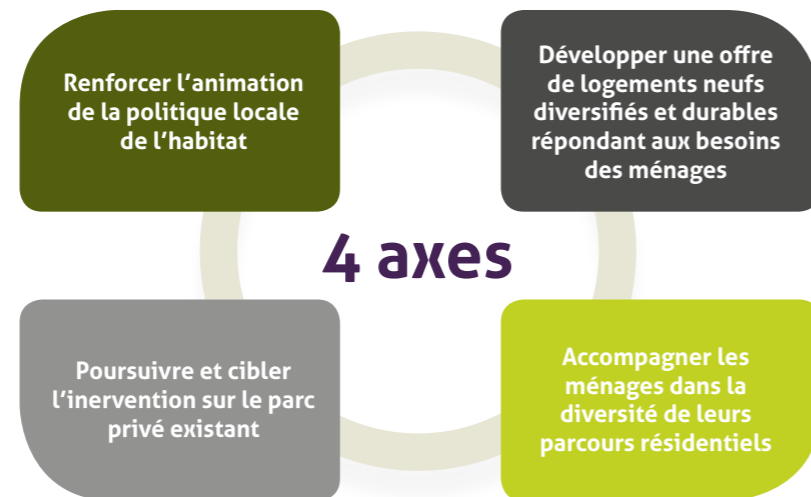 Renforcer l'animation
de la politique locale
de l'habitat
Développer une offre
de logements neufs
diversifiés et durables
répondant aux besoins
des ménages
4 axes
Poursuivre et cibler
l'inervention sur le parc
privé existant
Accompagner les
ménages dans la
diversité de leurs
parcours résidentiels